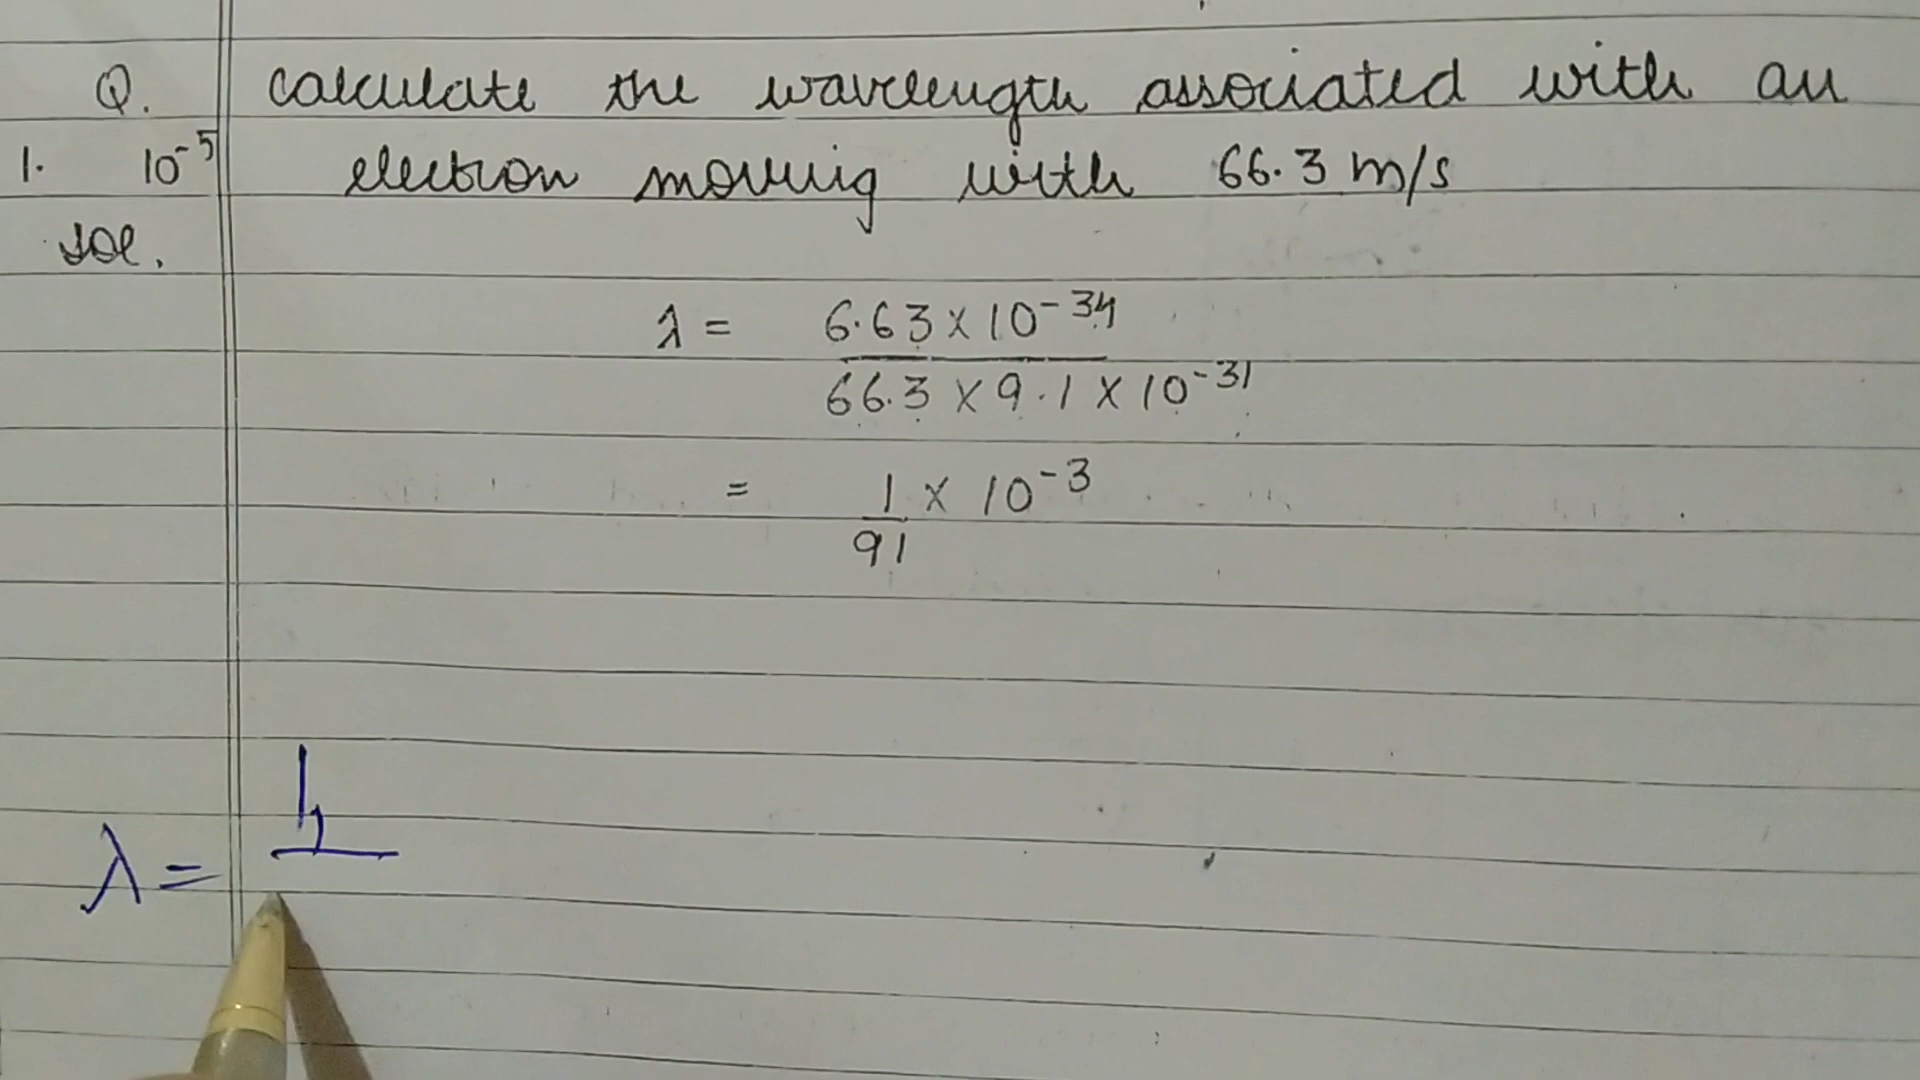 Q. calculate the wavelength associated with an
1. 10⁻⁵ electron moving with 66.3 m/s
sol.
λ = 6.63 × 10⁻³⁴
66.3 × 9.1 × 10⁻³¹
= 1 × 10⁻³
91
h
λ =